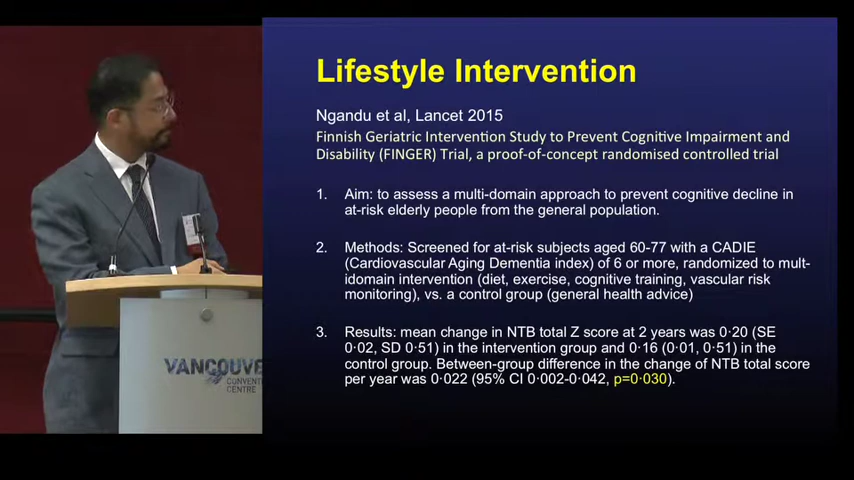 Lifestyle Intervention
Ngandu et al, Lancet 2015
Finnish Geriatric Intervention Study to Prevent Cognitive Impairment and
Disability (FINGER) Trial, a proof-of-concept randomised controlled trial
1. Aim: to assess a multi-domain approach to prevent cognitive decline in
at-risk elderly people from the general population.
2. Methods: Screened for at-risk subjects aged 60-77 with a CADIE
(Cardiovascular Aging Dementia index) of 6 or more, randomized to mult-
idomain intervention (diet, exercise, cognitive training, vascular risk
monitoring), vs. a control group (general health advice)
3. Results: mean change in NTB total Z score at 2 years was 0·20 (SE
0·02, SD 0·51) in the intervention group and 0·16 (0·01, 0·51) in the
control group. Between-group difference in the change of NTB total score
per year was 0·022 (95% CI 0·002-0·042, p=0·030).
VANCOUVE
CONVENTI
CENTRE